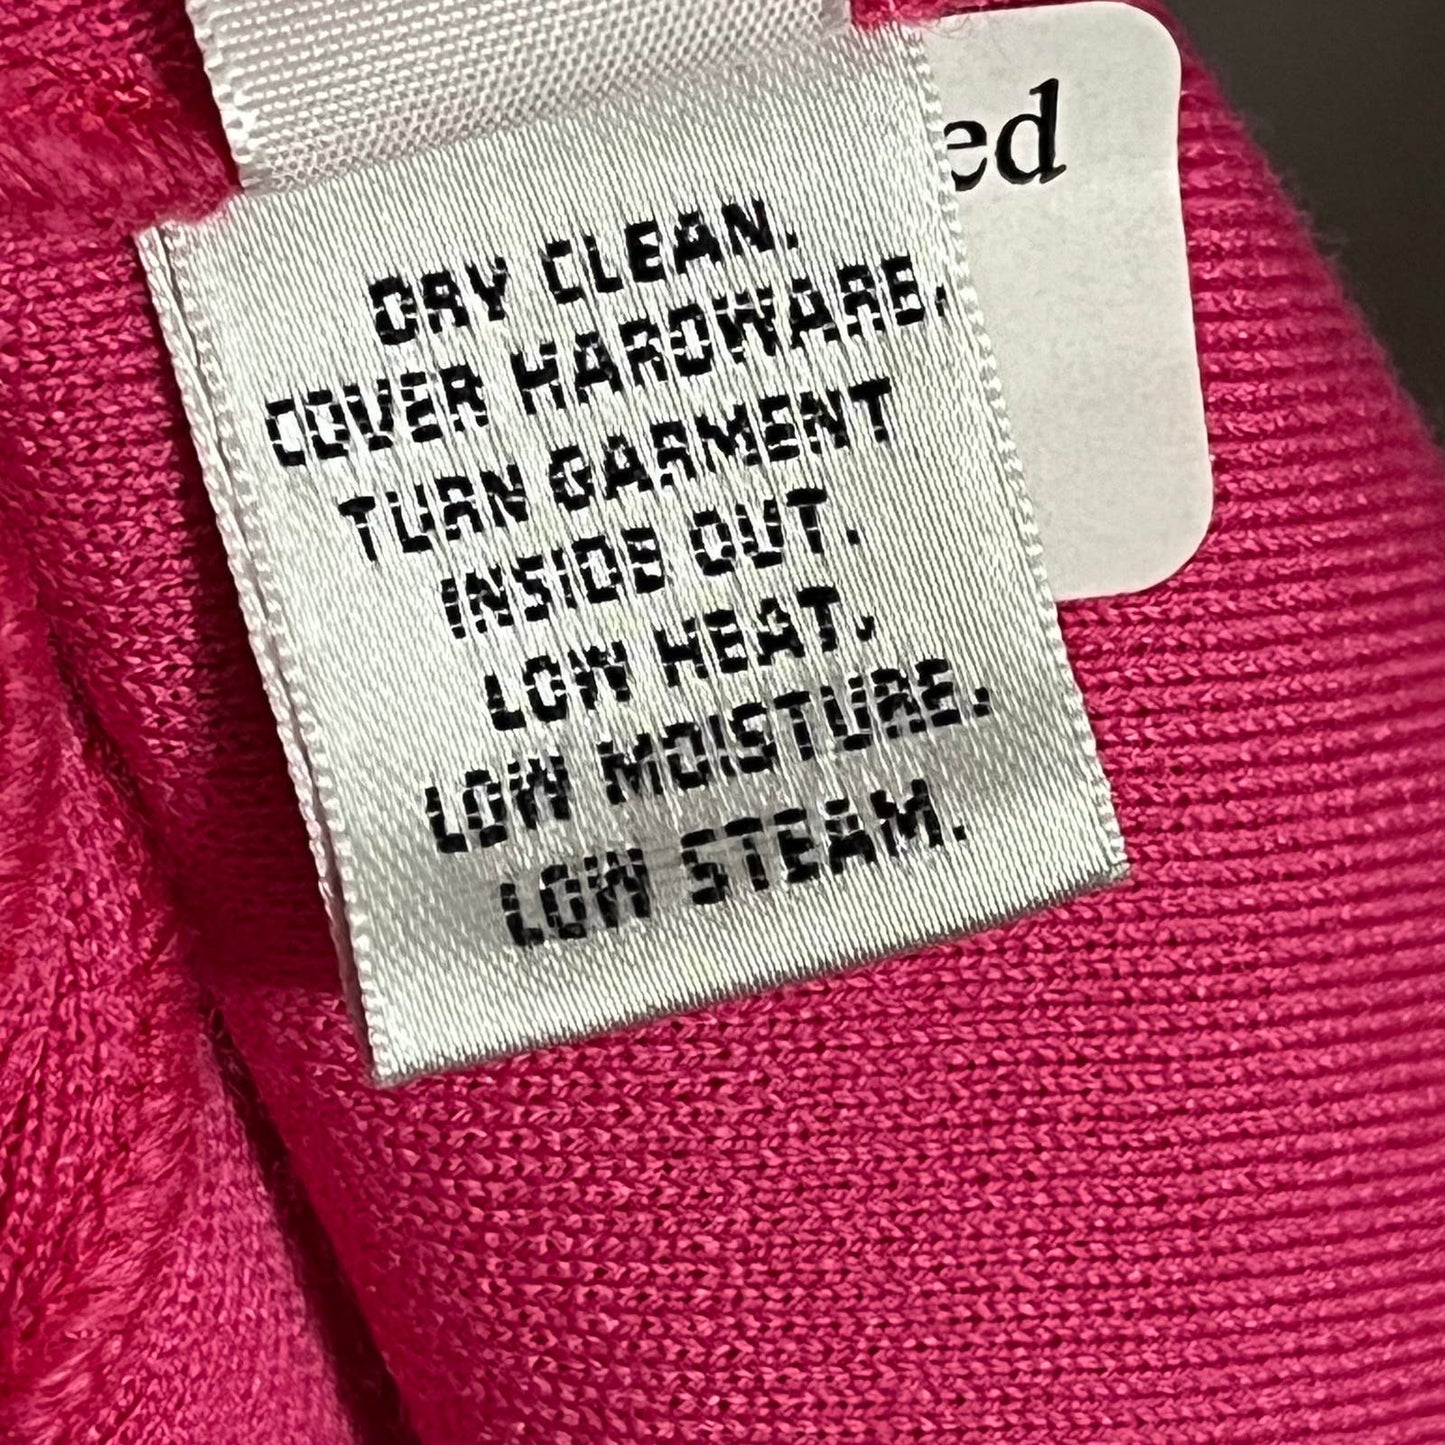 ed
DRY CLEAN.
COVER HARDWARE,
TURN GARMENT
INSIDE OUT.
LOW HEAT.
LOW MOISTURE.
LOW STEAM.